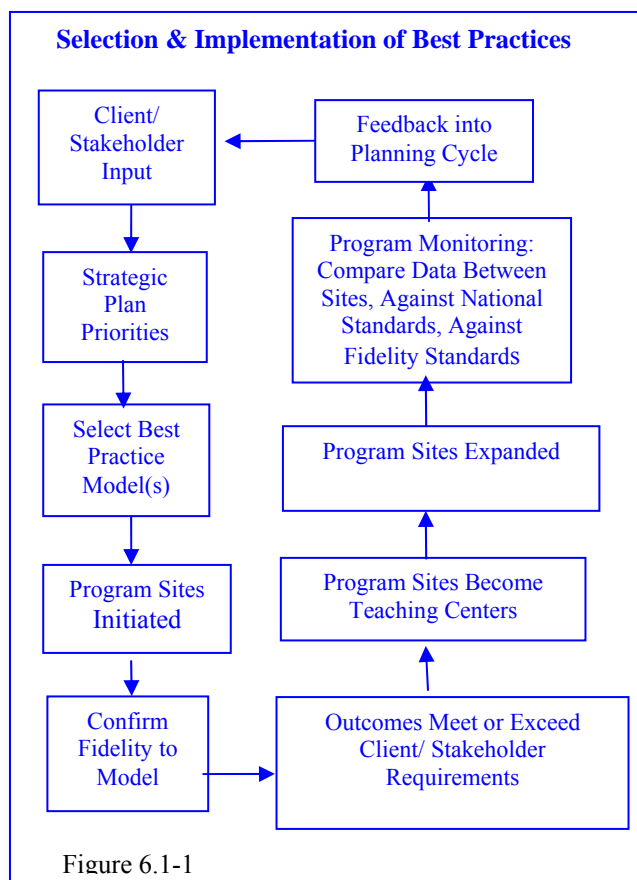 Selection & Implementation of Best Practices
Client/
Stakeholder
Input
Strategic
Plan
Priorities
Select Best
Practice
Model(s)
Program Sites
Initiated
Confirm
Fidelity to
Model
Outcomes Meet or Exceed
Client/ Stakeholder
Requirements
Program Sites Become
Teaching Centers
Program Sites Expanded
Program Monitoring:
Compare Data Between
Sites, Against National
Standards, Against
Fidelity Standards
Feedback into
Planning Cycle
Figure 6.1-1